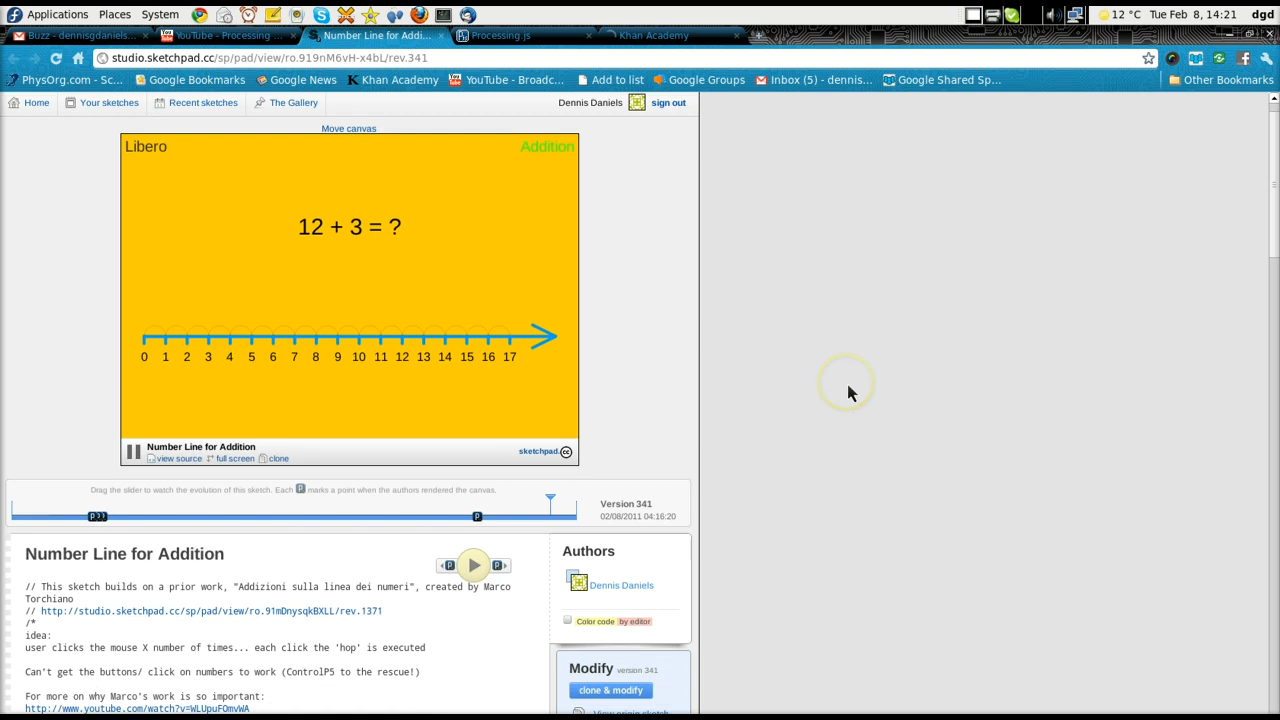 Applications Places System 12 °C Tue Feb 8, 14:21 dgd
Buzz - dennisgdaniels... YouTube - Processing ... Number Line for Addi... Processing.js Khan Academy
studio.sketchpad.cc/sp/pad/view/ro.919nM6vH-x4bL/rev.341
PhysOrg.com - Sc... Google Bookmarks Google News Khan Academy YouTube - Broadc... Add to list Google Groups Inbox (5) - dennis... Google Shared Sp... Other Bookmarks
Home Your sketches Recent sketches The Gallery Dennis Daniels sign out
Move canvas
Libero Addition
12 + 3 = ?
0 1 2 3 4 5 6 7 8 9 10 11 12 13 14 15 16 17
Number Line for Addition
view source full screen clone
sketchpad.cc
Drag the slider to watch the evolution of this sketch. Each P marks a point when the authors rendered the canvas.
Version 341
02/08/2011 04:16:20
Number Line for Addition
// This sketch builds on a prior work, "Addizioni sulla linea dei numeri", created by Marco
Torchiano
// http://studio.sketchpad.cc/sp/pad/view/ro.91mDnysqkBXLL/rev.1371
/*
idea:
user clicks the mouse X number of times... each click the 'hop' is executed
Can't get the buttons/ click on numbers to work (ControlP5 to the rescue!)
For more on why Marco's work is so important:
http://www.youtube.com/watch?v=WLUpuFOmvWA
Authors
Dennis Daniels
Color code by editor
Modify version 341
clone & modify
View origin sketch